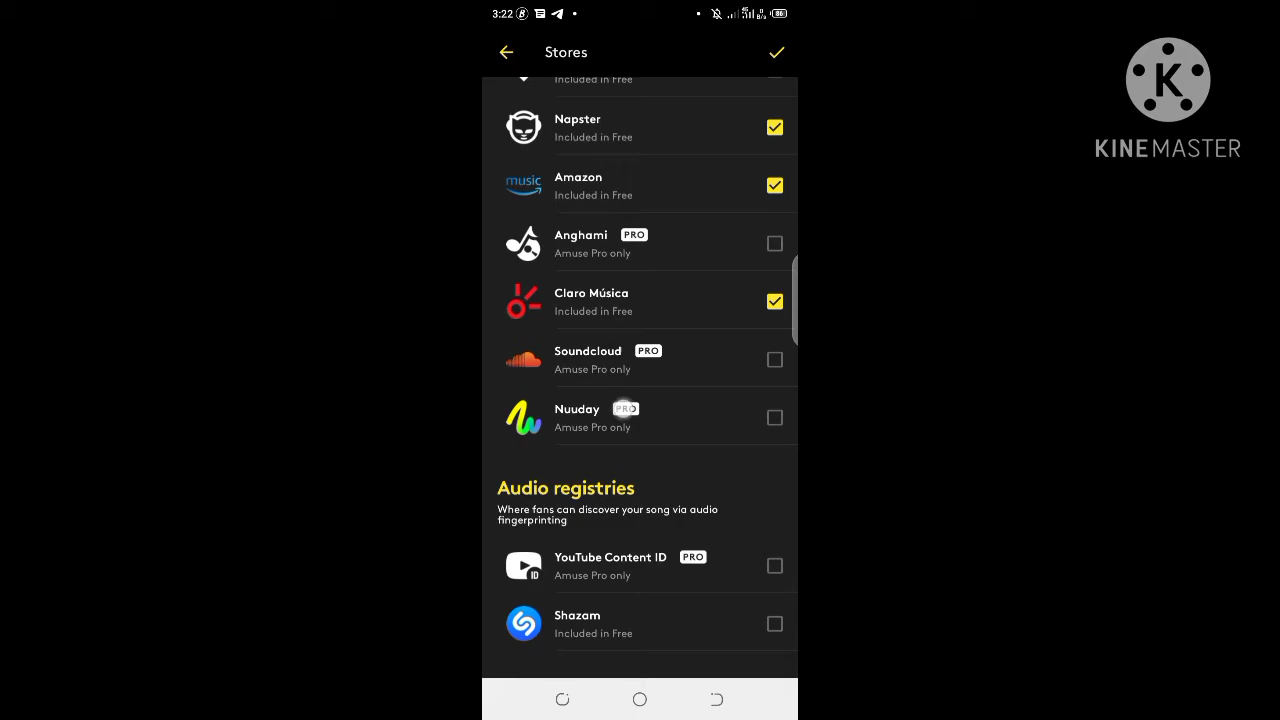 3:22
86
Stores
Included in Free
Napster
Included in Free
music
Amazon
Included in Free
Anghami PRO
Amuse Pro only
Claro Música
Included in Free
Soundcloud PRO
Amuse Pro only
Nuuday PRO
Amuse Pro only
Audio registries
Where fans can discover your song via audio
fingerprinting
ID
YouTube Content ID PRO
Amuse Pro only
Shazam
Included in Free
K
KINEMASTER